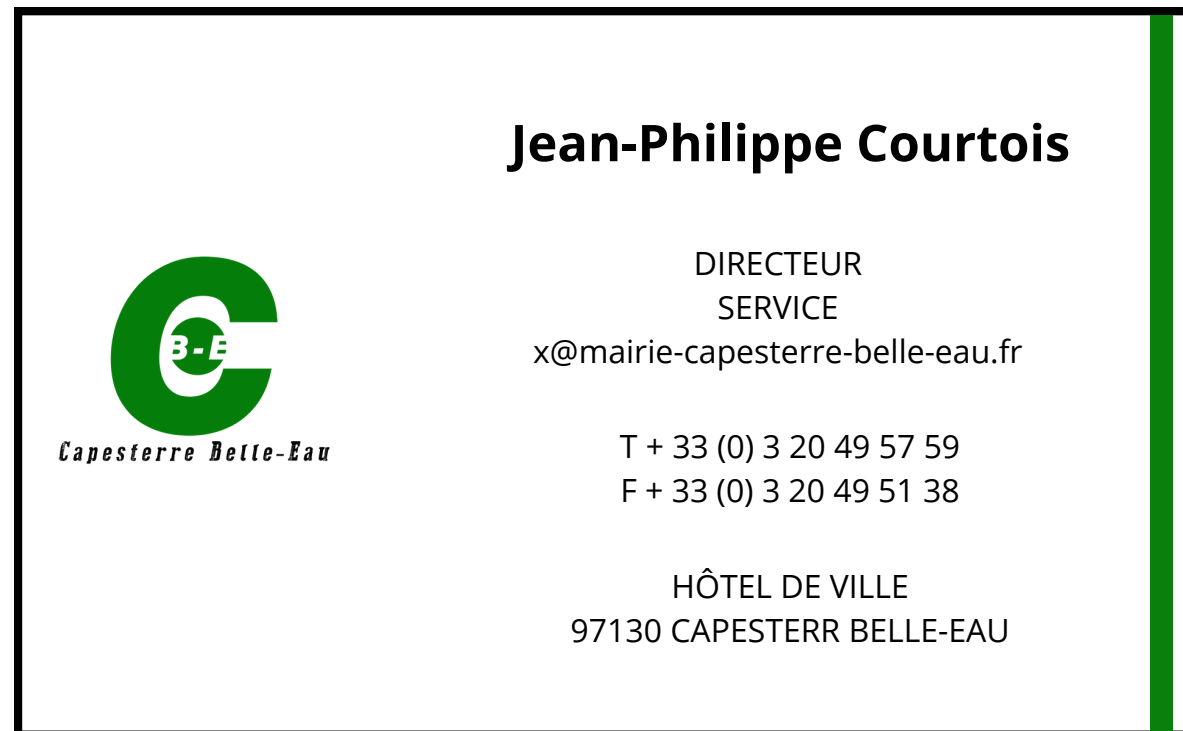 Jean-Philippe Courtois
DIRECTEUR
SERVICE
x@mairie-capesterre-belle-eau.fr
B-E
Capesterre Belle-Eau
T + 33 (0) 3 20 49 57 59
F + 33 (0) 3 20 49 51 38
HÔTEL DE VILLE
97130 CAPESTERR BELLE-EAU